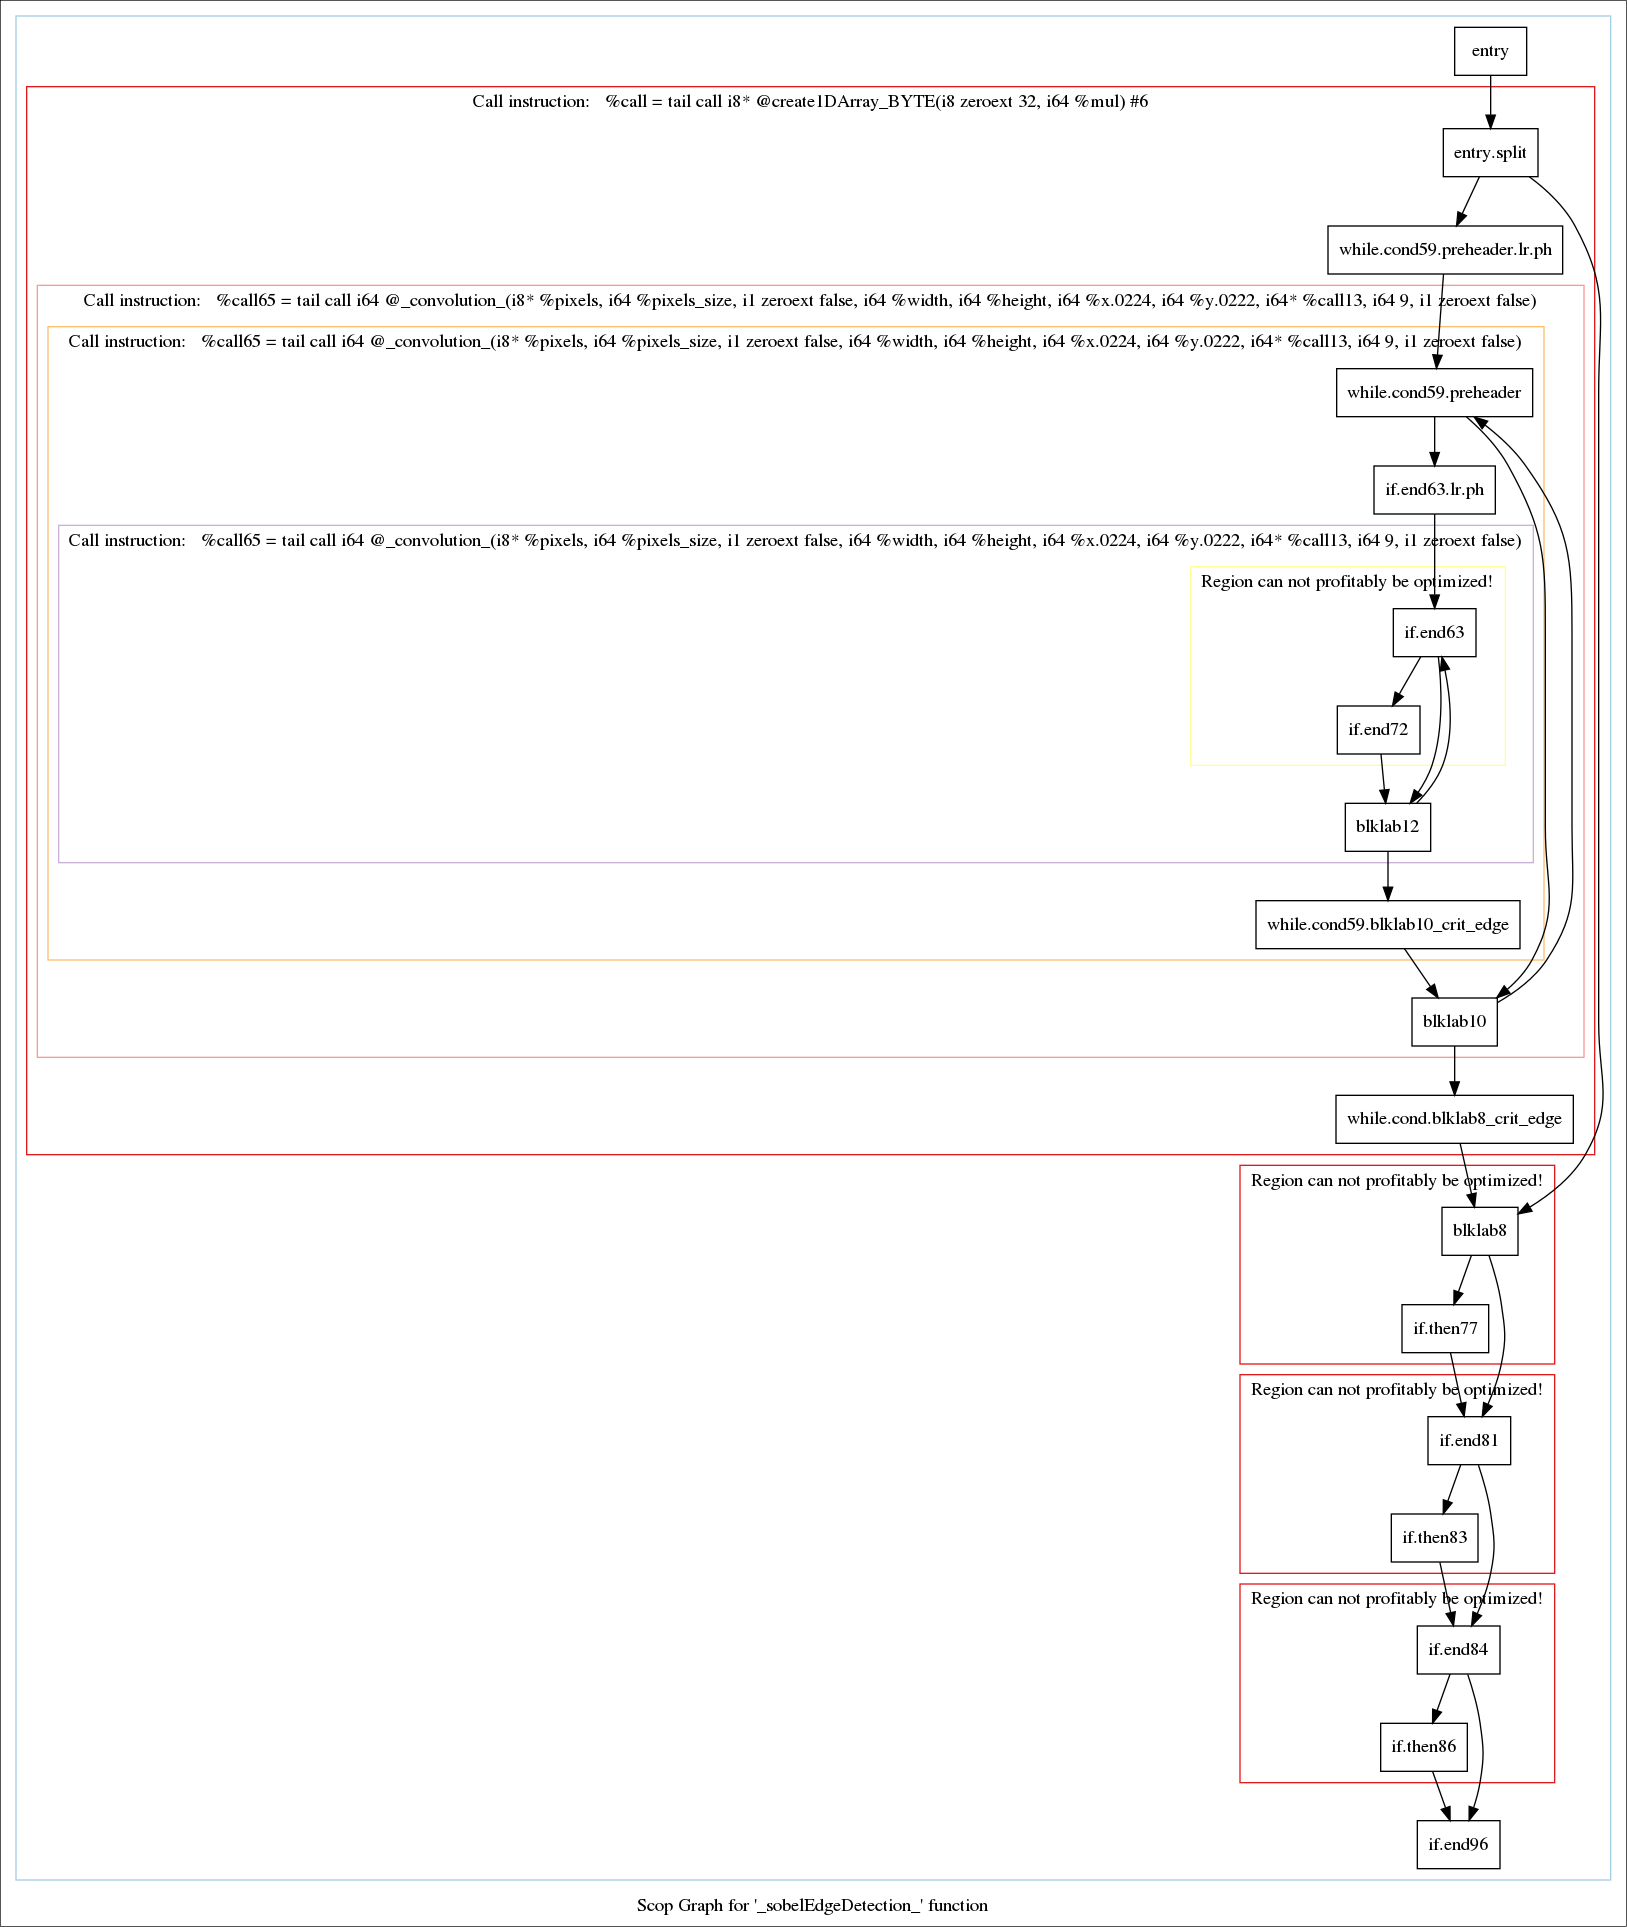 entry
Call instruction: %call = tail call i8* @create1DArray_BYTE(i8 zeroext 32, i64 %mul) #6
entry.split
while.cond59.preheader.lr.ph
Call instruction: %call65 = tail call i64 @_convolution_(i8* %pixels, i64 %pixels_size, i1 zeroext false, i64 %width, i64 %height, i64 %x.0224, i64 %y.0222, i64* %call13, i64 9, i1 zeroext false)
Call instruction: %call65 = tail call i64 @_convolution_(i8* %pixels, i64 %pixels_size, i1 zeroext false, i64 %width, i64 %height, i64 %x.0224, i64 %y.0222, i64* %call13, i64 9, i1 zeroext false)
while.cond59.preheader
if.end63.lr.ph
Call instruction: %call65 = tail call i64 @_convolution_(i8* %pixels, i64 %pixels_size, i1 zeroext false, i64 %width, i64 %height, i64 %x.0224, i64 %y.0222, i64* %call13, i64 9, i1 zeroext false)
Region can not profitably be optimized!
if.end63
if.end72
blklab12
while.cond59.blklab10_crit_edge
blklab10
while.cond.blklab8_crit_edge
Region can not profitably be optimized!
blklab8
if.then77
Region can not profitably be optimized!
if.end81
if.then83
Region can not profitably be optimized!
if.end84
if.then86
if.end96
Scop Graph for '_sobelEdgeDetection_' function